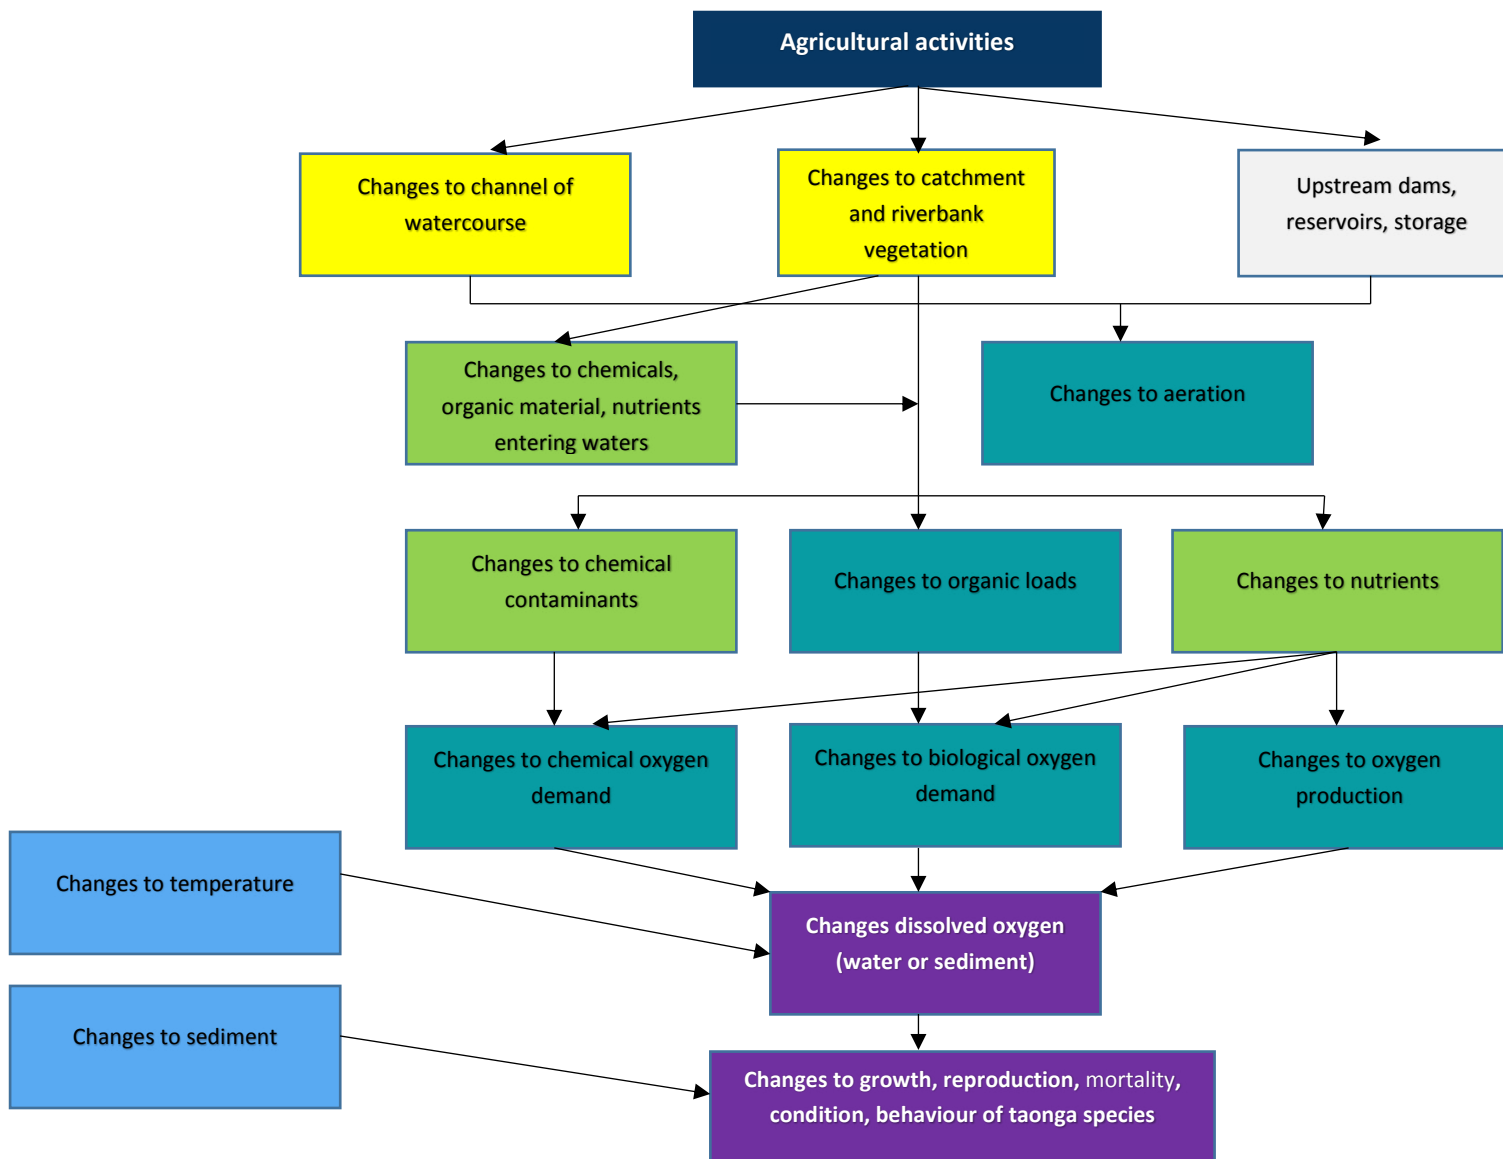 Agricultural activities
Changes to channel of
watercourse
Changes to catchment
and riverbank
vegetation
Upstream dams,
reservoirs, storage
Changes to chemicals,
organic material, nutrients
entering waters
Changes to aeration
Changes to chemical
contaminants
Changes to organic loads
Changes to nutrients
Changes to chemical oxygen
demand
Changes to biological oxygen
demand
Changes to oxygen
production
Changes to temperature
Changes dissolved oxygen
(water or sediment)
Changes to sediment
Changes to growth, reproduction, mortality,
condition, behaviour of taonga species